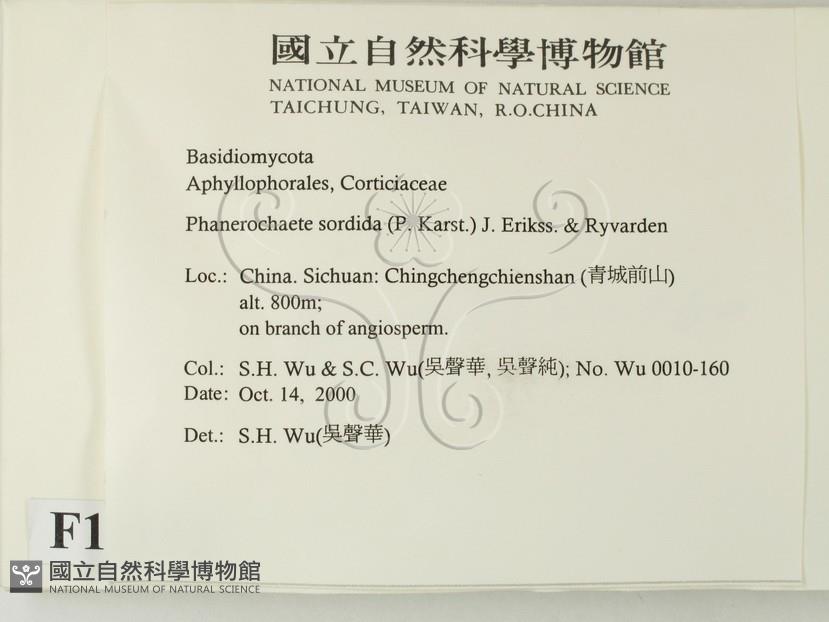 國立自然科學博物館
NATIONAL MUSEUM OF NATURAL SCIENCE
TAICHUNG, TAIWAN, R.O.CHINA
Basidiomycota
Aphyllophorales, Corticiaceae
Phanerochaete sordida (P. Karst.) J. Erikss. & Ryvarden
Loc.: China. Sichuan: Chingchengchienshan (青城前山)
alt. 800m;
on branch of angiosperm.
Col.: S.H. Wu & S.C. Wu(吳聲華, 吳聲純); No. Wu 0010-160
Date: Oct. 14, 2000
Det.: S.H. Wu(吳聲華)
F1
國立自然科學博物館
NATIONAL MUSEUM OF NATURAL SCIENCE